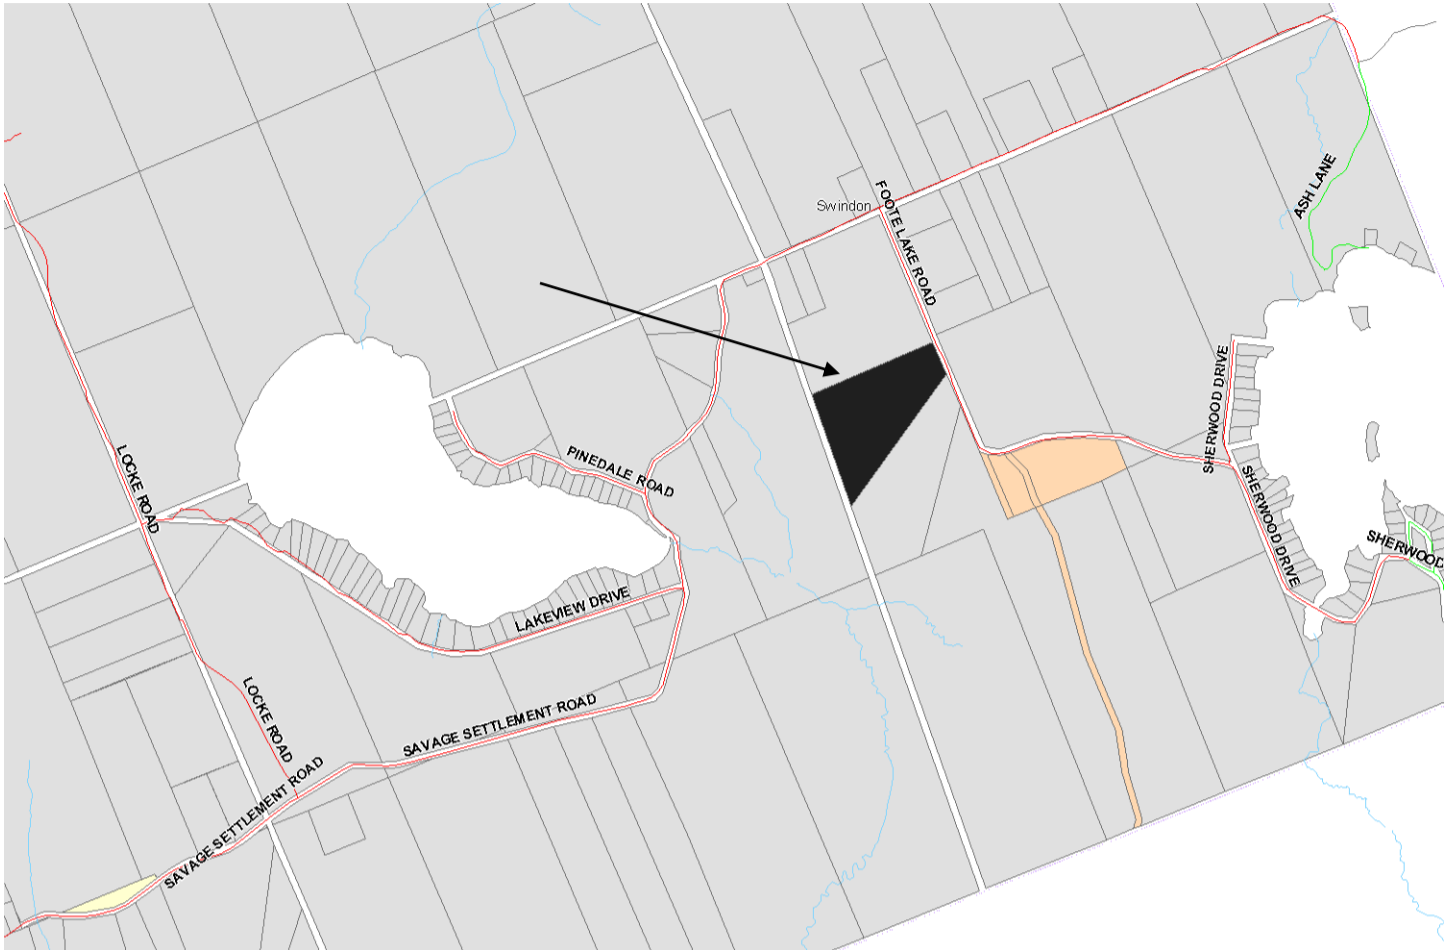 ASH LANE
Swindon
FOOTE LAKE ROAD
SHERWOOD DRIVE
LOCKE ROAD
PINEDALE ROAD
SHERWOOD DRIVE
SHERWOOD
LAKEVIEW DRIVE
LOCKE ROAD
SAVAGE SETTLEMENT ROAD
SAVAGE SETTLEMENT ROAD